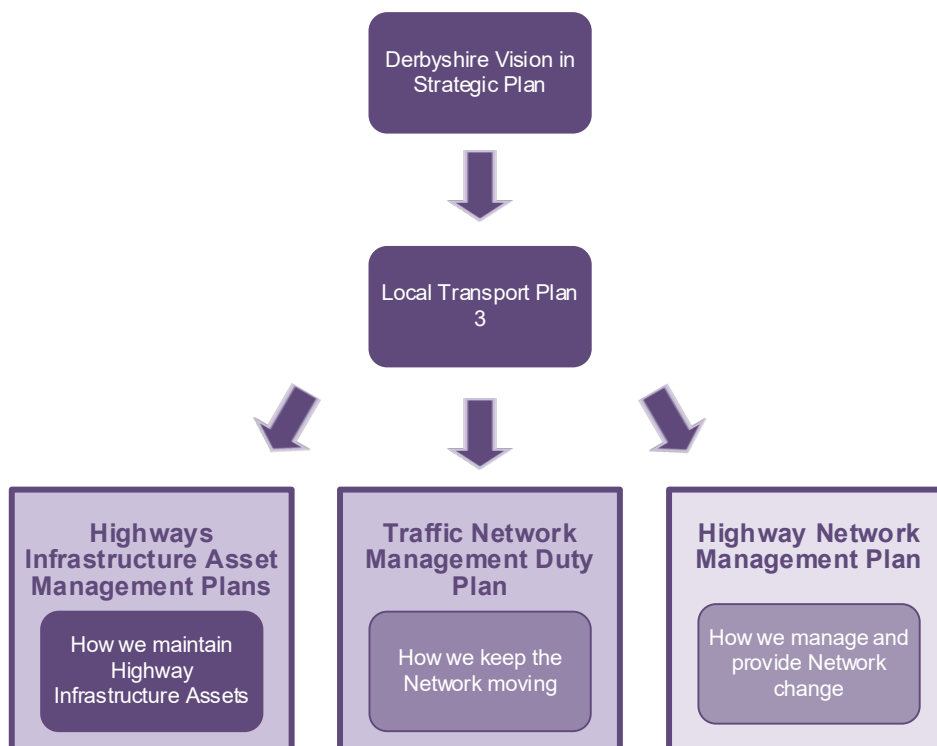 Derbyshire Vision in
Strategic Plan
Local Transport Plan
3
Highways
Infrastructure Asset
Management Plans
How we maintain
Highway
Infrastructure Assets
Traffic Network
Management Duty
Plan
How we keep the
Network moving
Highway Network
Management Plan
How we manage and
provide Network
change